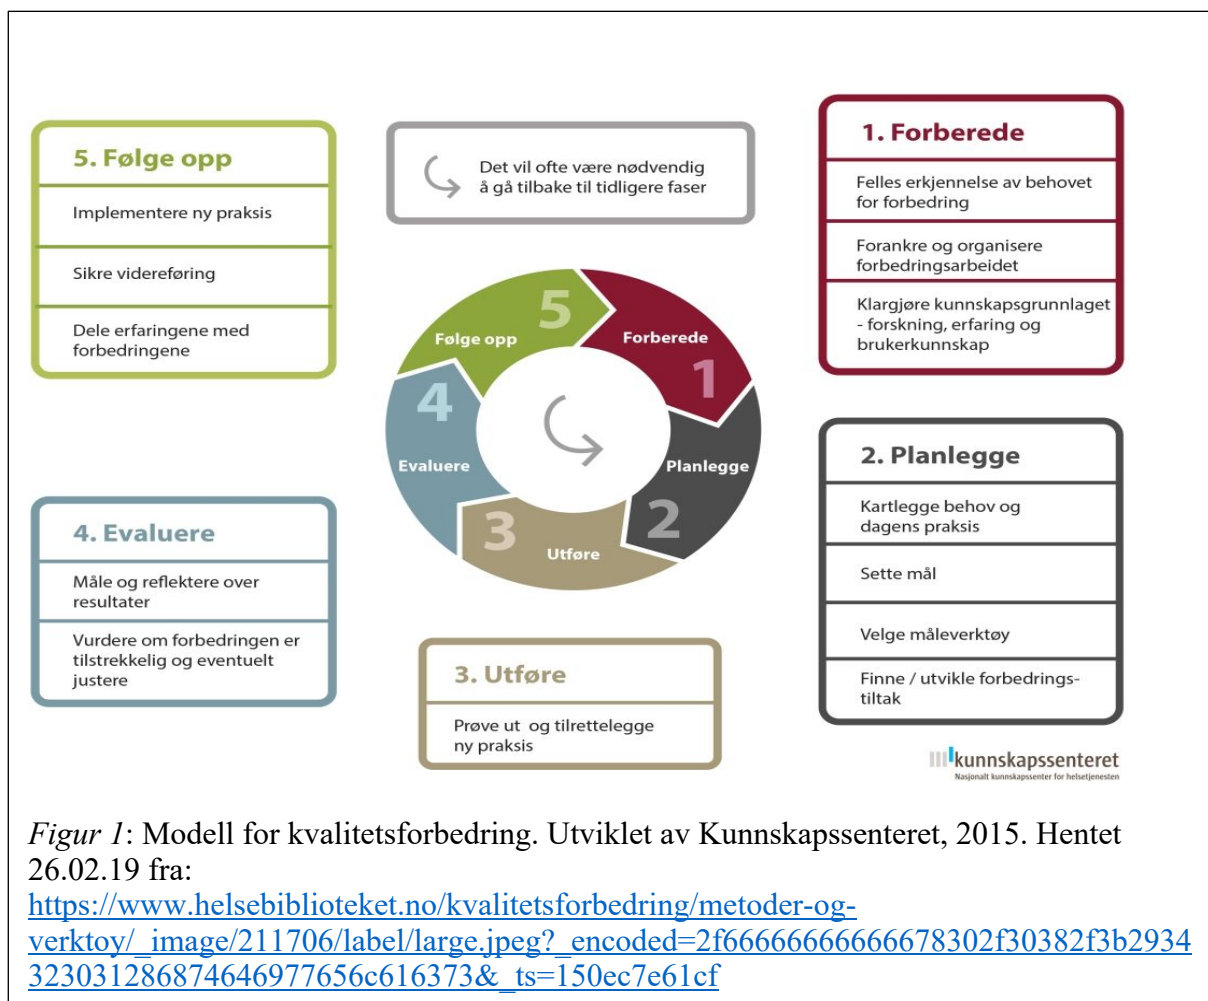 5. Følge opp
Implementere ny praksis
Sikre videreføring
Dele erfaringene med
forbedringene
Det vil ofte være nødvendig
å gå tilbake til tidligere faser
1. Forberede
Felles erkjennelse av behovet
for forbedring
Forankre og organisere
forbedringsarbeidet
Klargjøre kunnskapsgrunnlaget
- forskning, erfaring og
brukerkunnskap
5
Følge opp
Forberede
1
4
Evaluere
Planlegge
2
3
Utføre
2. Planlegge
Kartlegge behov og
dagens praksis
Sette mål
Velge måleverktøy
Finne / utvikle forbedrings-
tiltak
4. Evaluere
Måle og reflektere over
resultater
Vurdere om forbedringen er
tilstrekkelig og eventuelt
justere
3. Utføre
Prøve ut og tilrettelegge
ny praksis
kunnskapssenteret
Nasjonalt kunnskapssenter for helsetjenesten
Figur 1: Modell for kvalitetsforbedring. Utviklet av Kunnskapssenteret, 2015. Hentet
26.02.19 fra:
https://www.helsebiblioteket.no/kvalitetsforbedring/metoder-og-
verktoy/_image/211706/label/large.jpeg?_encoded=2f66666666666678302f30382f3b2934
323031286874646977656c616373&_ts=150ec7e61cf